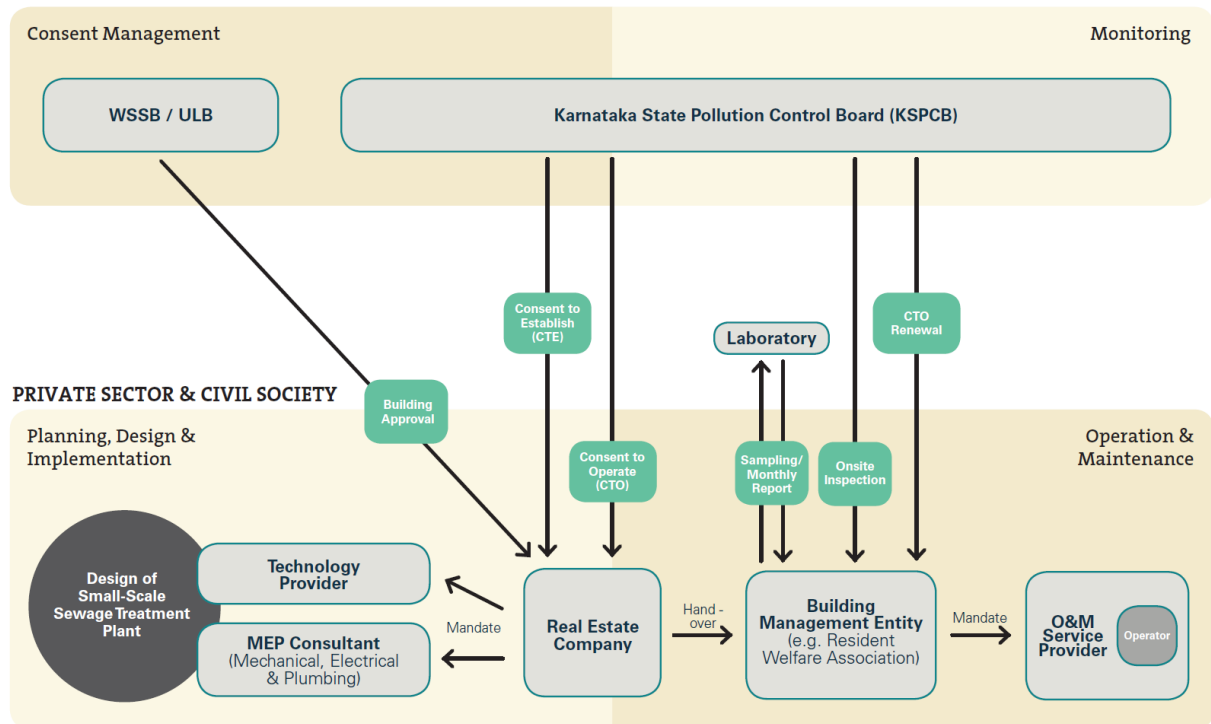 Consent Management
Monitoring
WSSB / ULB
Karnataka State Pollution Control Board (KSPCB)
Consent to
Establish
(CTE)
CTO
Renewal
Laboratory
PRIVATE SECTOR & CIVIL SOCIETY
Building
Approval
Planning, Design &
Implementation
Operation &
Maintenance
Consent to
Operate
(CTO)
Sampling/
Monthly
Report
Onsite
Inspection
Design of
Small-Scale
Sewage Treatment
Plant
Technology
Provider
MEP Consultant
(Mechanical, Electrical
& Plumbing)
Mandate
Real Estate
Company
Hand -
over
Building
Management Entity
(e.g. Resident
Welfare Association)
Mandate
O&M
Service
Provider
Operator